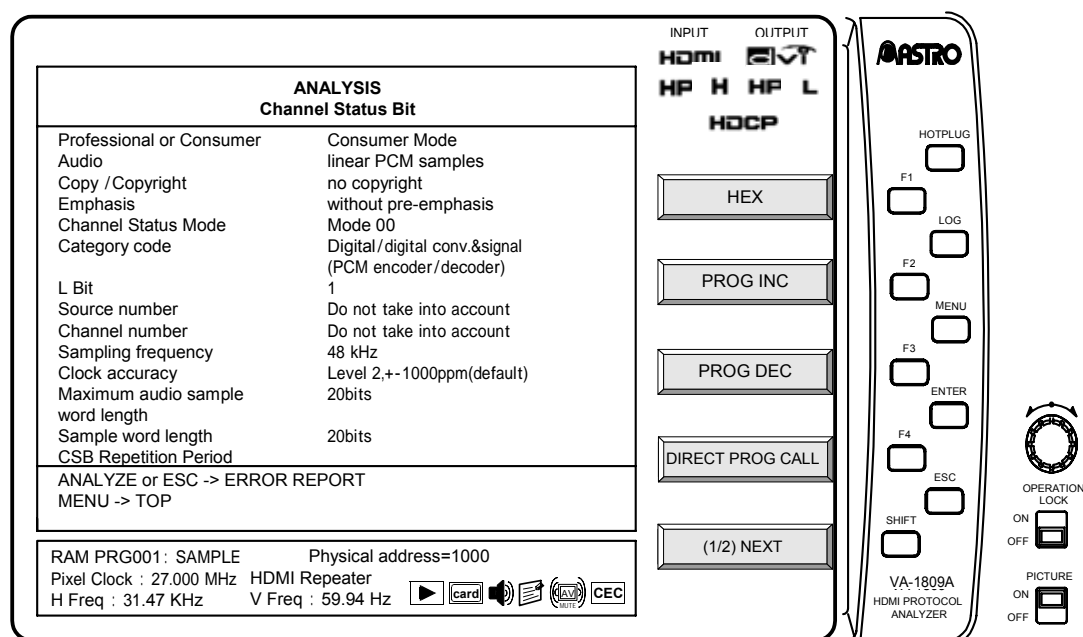 INPUT OUTPUT
HDMI DVI
HP H HP L
HDCP
ASTRO
ANALYSIS
Channel Status Bit
Professional or Consumer Consumer Mode
Audio linear PCM samples
Copy / Copyright no copyright
Emphasis without pre-emphasis
Channel Status Mode Mode 00
Category code Digital/digital conv.&signal
(PCM encoder/decoder)
L Bit 1
Source number Do not take into account
Channel number Do not take into account
Sampling frequency 48 kHz
Clock accuracy Level 2,+-1000ppm(default)
Maximum audio sample 20bits
word length
Sample word length 20bits
CSB Repetition Period
ANALYZE or ESC -> ERROR REPORT
MENU -> TOP
RAM PRG001: SAMPLE Physical address=1000
Pixel Clock : 27.000 MHz HDMI Repeater
H Freq : 31.47 KHz V Freq : 59.94 Hz
card
AV
MUTE
CEC
HEX
PROG INC
PROG DEC
DIRECT PROG CALL
(1/2) NEXT
HOTPLUG
F1
LOG
F2
MENU
F3
ENTER
F4
ESC
SHIFT
VA-1809A
HDMI PROTOCOL
ANALYZER
OPERATION
LOCK
ON
OFF
PICTURE
ON
OFF